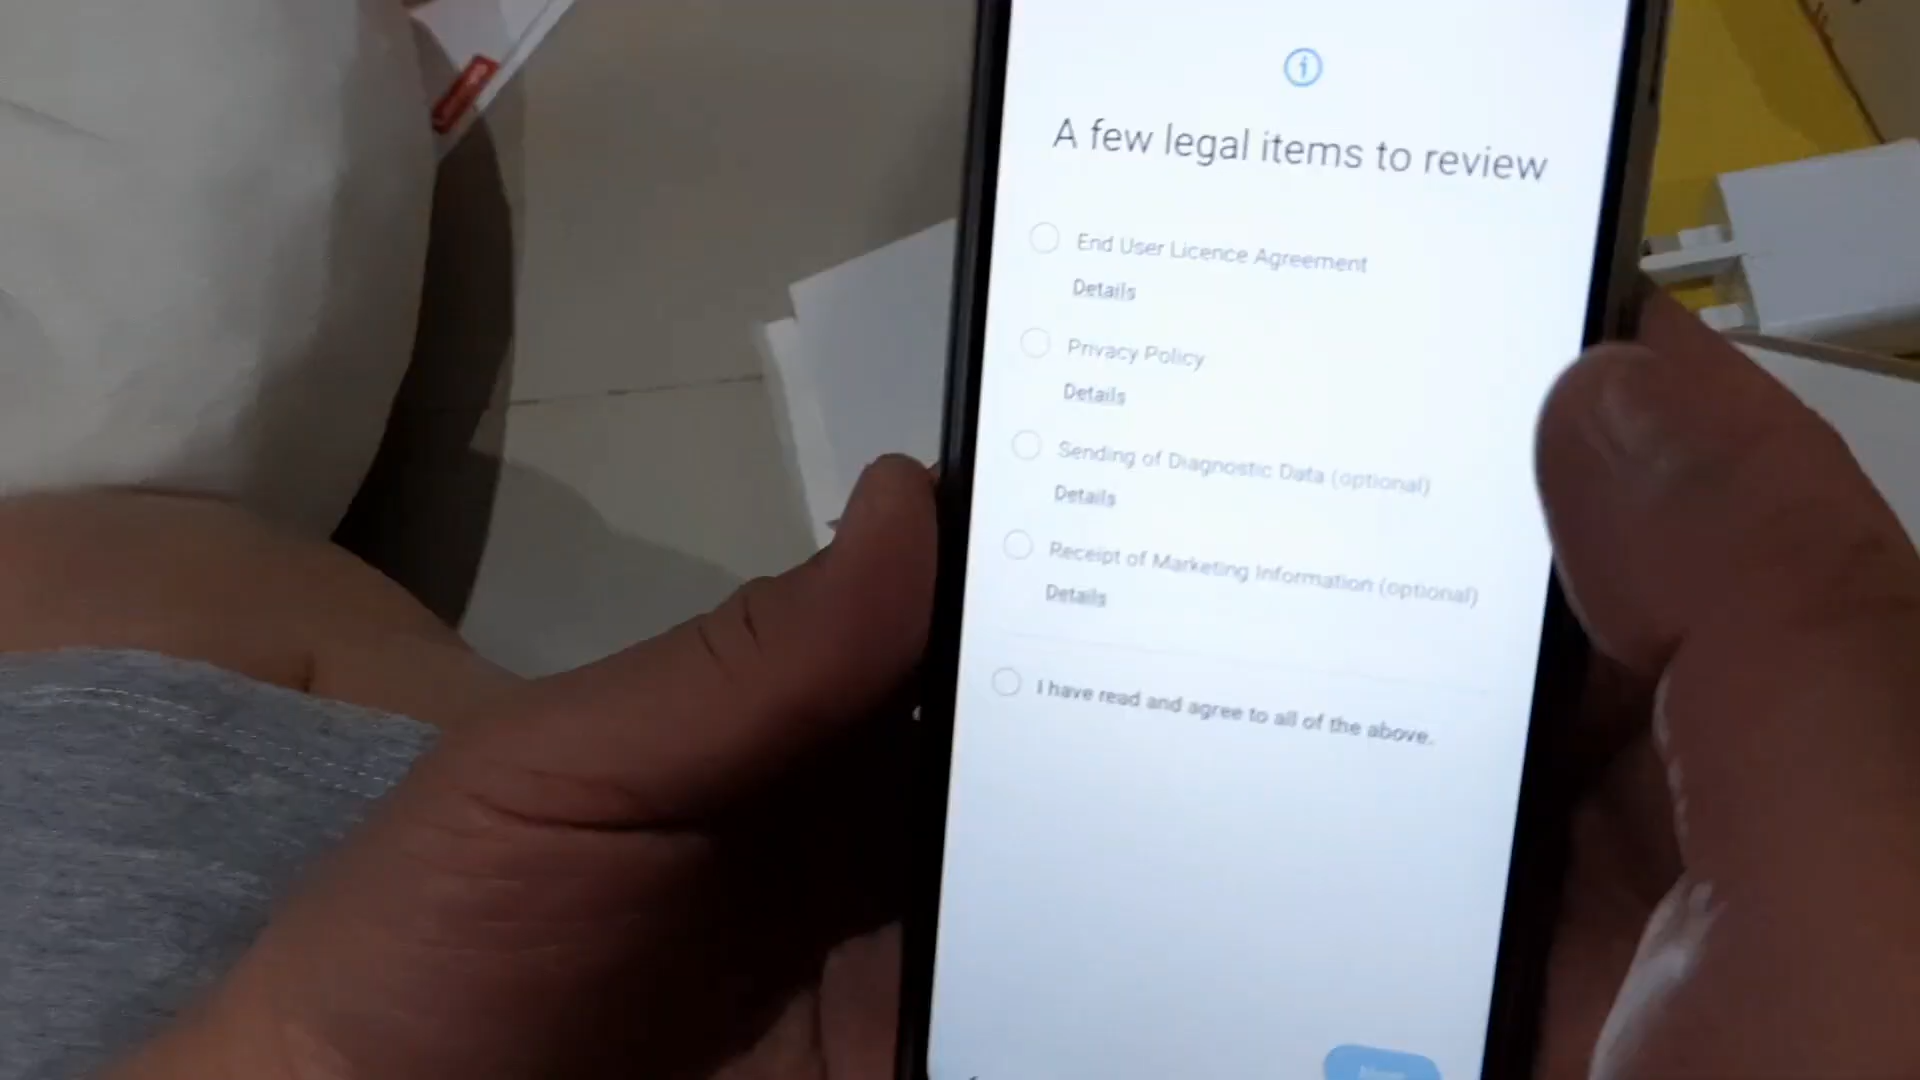 A few legal items to review
End User Licence Agreement
Details
Privacy Policy
Details
Sending of Diagnostic Data (optional)
Details
Receipt of Marketing Information (optional)
Details
I have read and agree to all of the above.